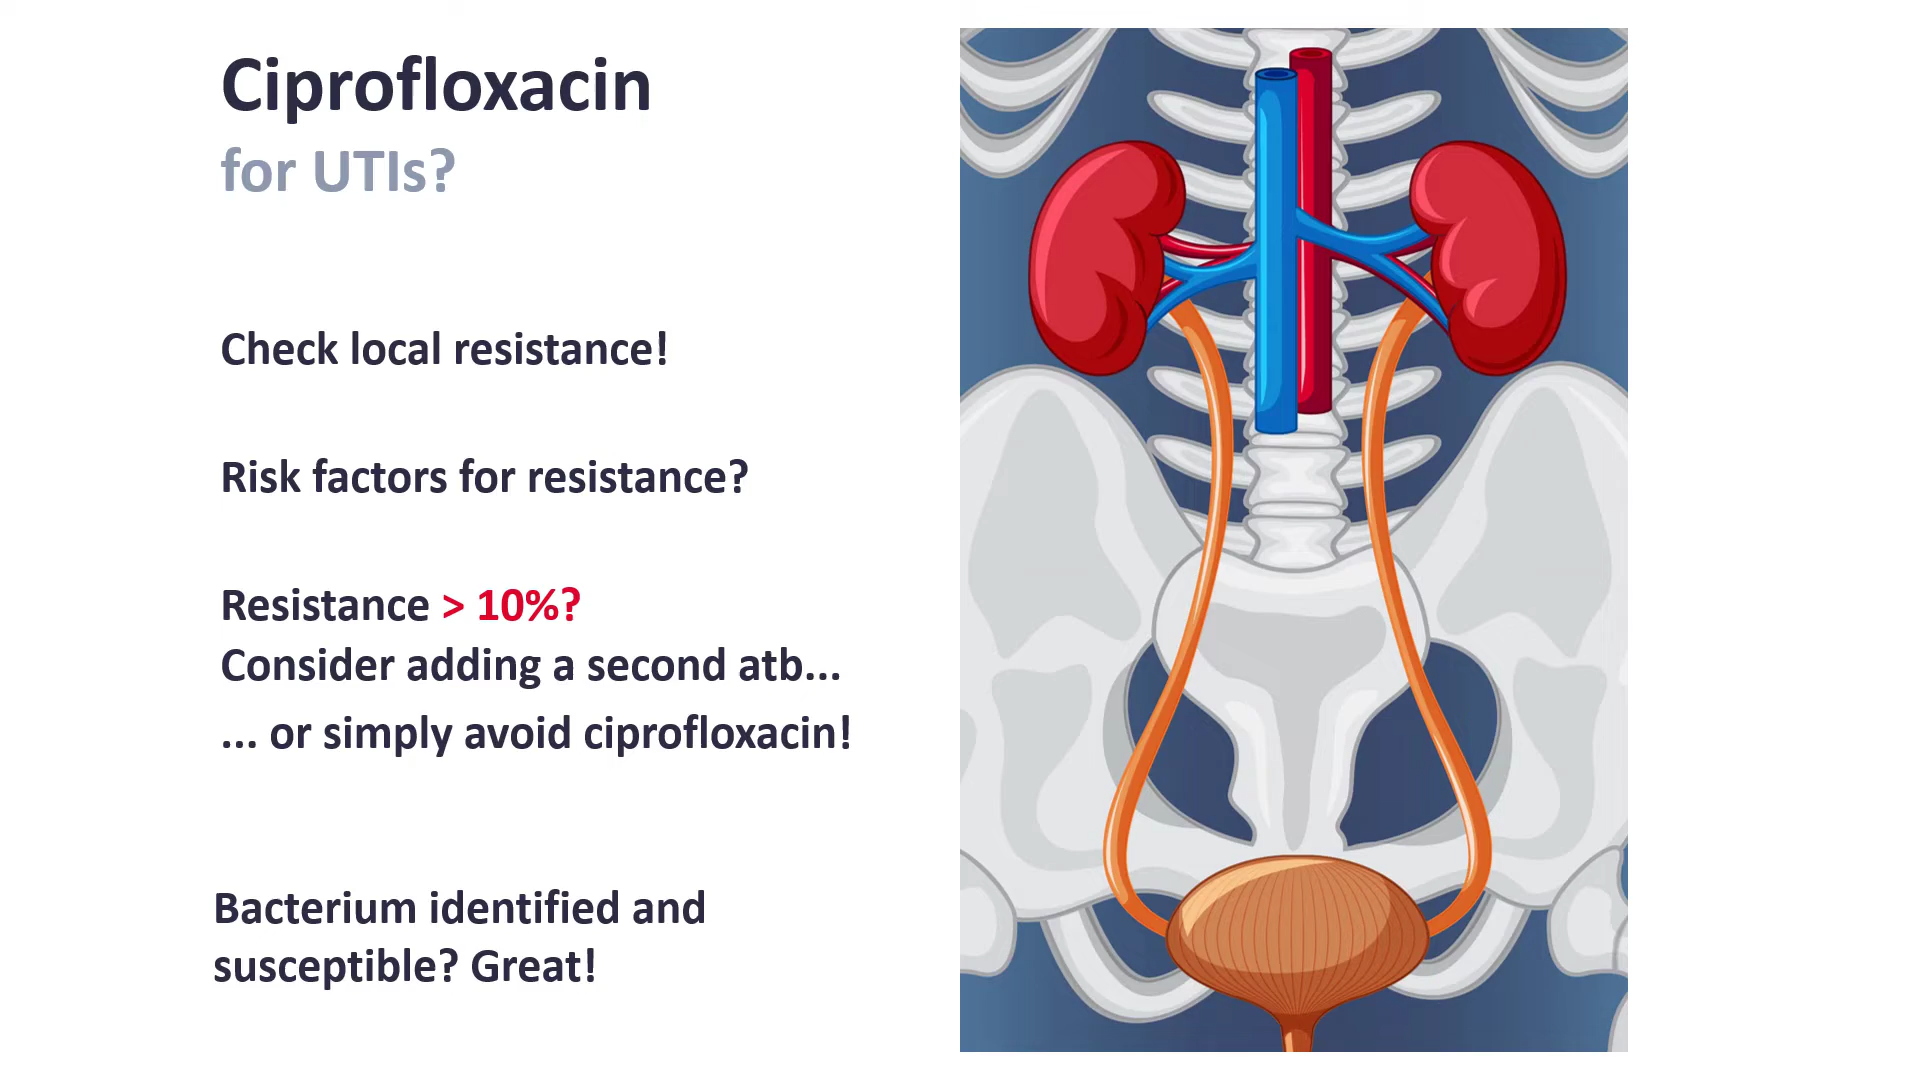 Ciprofloxacin
for UTIs?
Check local resistance!
Risk factors for resistance?
Resistance > 10%?
Consider adding a second atb...
... or simply avoid ciprofloxacin!
Bacterium identified and
susceptible? Great!